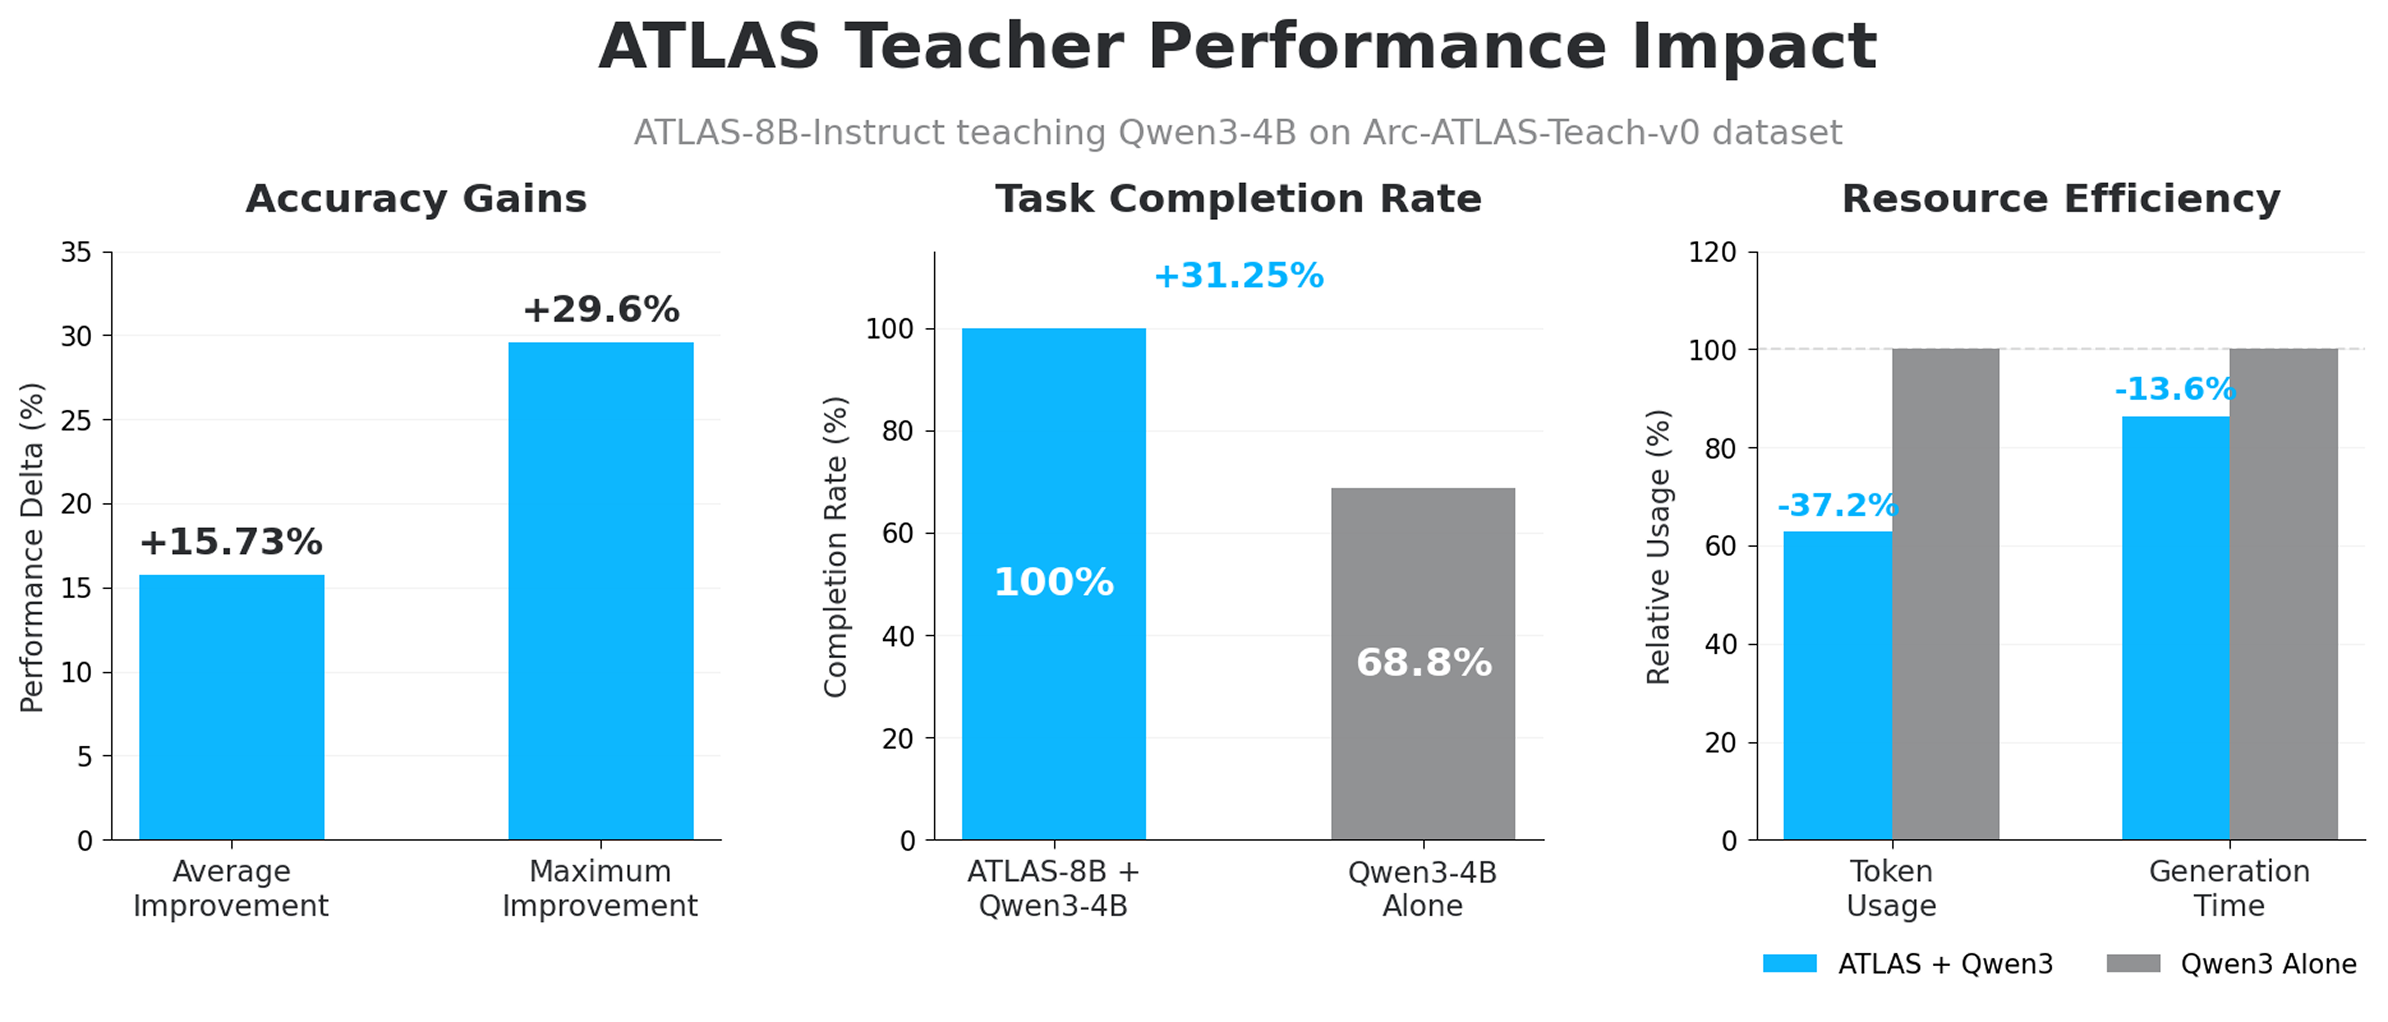 ATLAS Teacher Performance Impact
ATLAS-8B-Instruct teaching Qwen3-4B on Arc-ATLAS-Teach-v0 dataset
Accuracy Gains
Performance Delta (%)
35
30
25
20
15
10
5
0
+15.73%
+29.6%
Average
Improvement
Maximum
Improvement
Task Completion Rate
Completion Rate (%)
100
80
60
40
20
0
+31.25%
100%
68.8%
ATLAS-8B +
Qwen3-4B
Qwen3-4B
Alone
Resource Efficiency
Relative Usage (%)
120
100
80
60
40
20
0
-37.2%
-13.6%
Token
Usage
Generation
Time
ATLAS + Qwen3
Qwen3 Alone